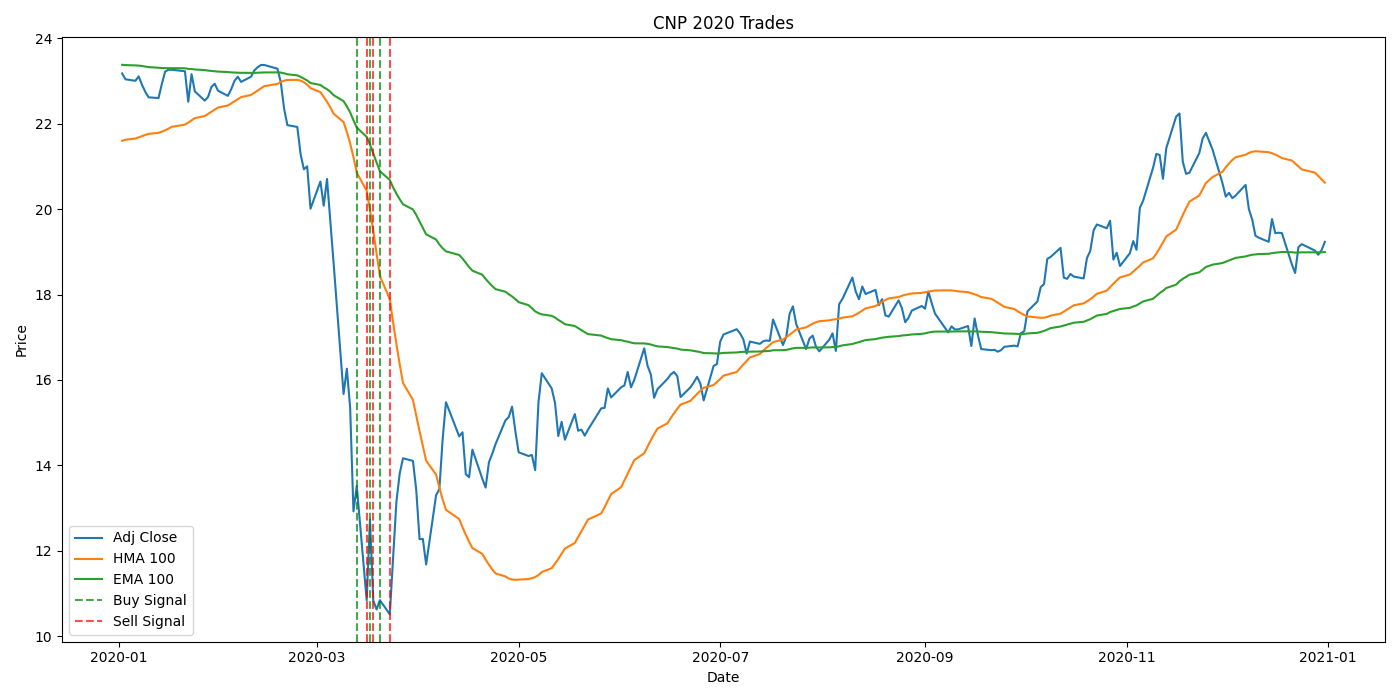 CNP 2020 Trades
Price
24
22
20
18
16
14
12
10
Adj Close
HMA 100
EMA 100
Buy Signal
Sell Signal
2020-01
2020-03
2020-05
2020-07
2020-09
2020-11
2021-01
Date